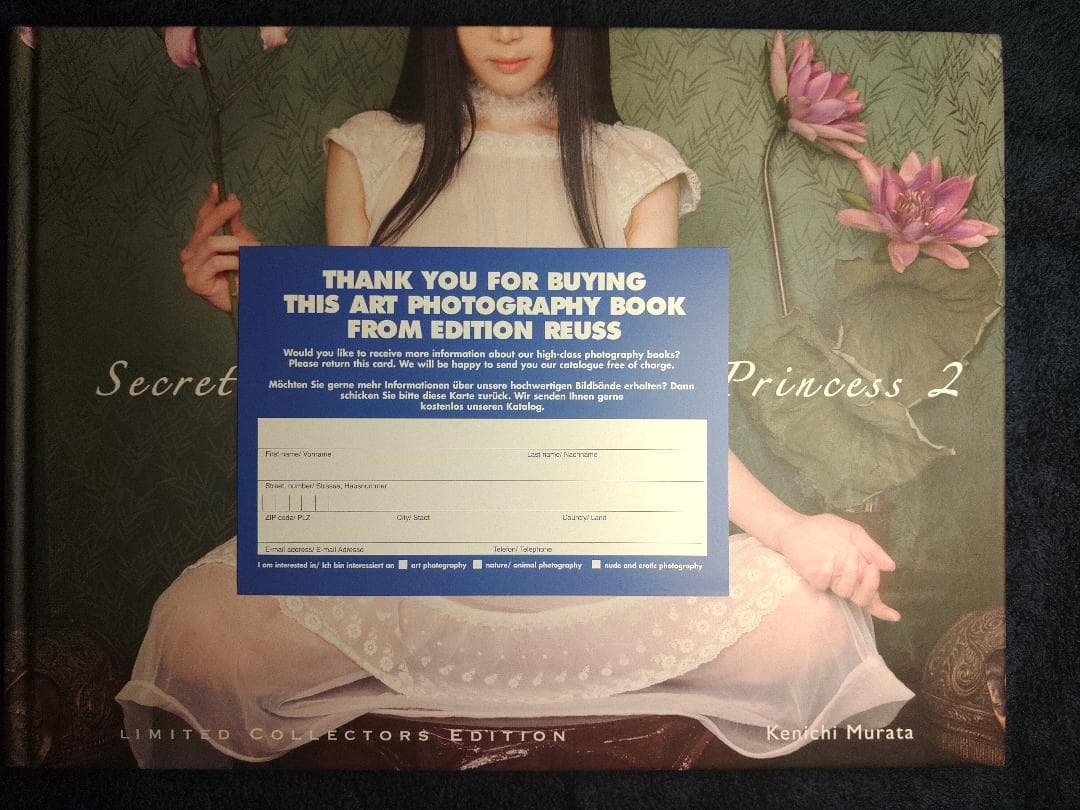 THANK YOU FOR BUYING
THIS ART PHOTOGRAPHY BOOK
FROM EDITION REUSS
Would you like to receive more information about our high-class photography books?
Please return this card. We will be happy to send you our catalogue free of charge.
Möchten Sie gerne mehr Informationen über unsere hochwertigen Bildbände erhalten? Dann
schicken Sie bitte diese Karte zurück. Wir senden Ihnen gerne
kostenlos unseren Katalog.
Secret Princess 2
First name/ Vorname Last name/ Nachname
Street, number/ Strasse, Hausnummer
ZIP code/ PLZ City/ Stadt Country/ Land
E-mail address/ E-mail Adresse Telefon/ Telephone
I am interested in/ Ich bin interessiert an art photography nature/ animal photography nude and erotic photography
LIMITED COLLECTORS EDITION Kenichi Murata